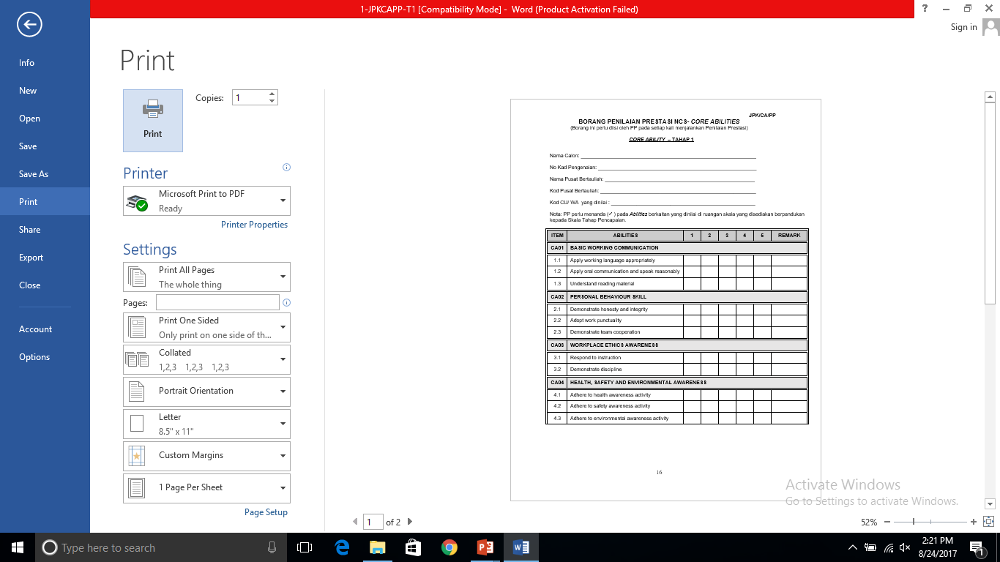 1-JPKCAPP-T1 [Compatibility Mode] - Word (Product Activation Failed)
?
Sign in
Info
New
Open
Save
Save As
Print
Share
Export
Close
Account
Options
Print
Print
Copies: 1
Printer
Microsoft Print to PDF
Ready
Printer Properties
Settings
Print All Pages
The whole thing
Pages:
Print One Sided
Only print on one side of th...
Collated
1,2,3 1,2,3 1,2,3
Portrait Orientation
Letter
8.5" x 11"
Custom Margins
1 Page Per Sheet
Page Setup
JPK/CA/PP
BORANG PENILAIAN PRESTASI NCS- CORE ABILITIES
(Borang ini perlu diisi oleh PP pada setiap kali menjalankan Penilaian Prestasi)
CORE ABILITY – TAHAP 1
Nama Calon:
No Kad Pengenalan:
Nama Pusat Bertauliah:
Kod Pusat Bertauliah:
Kod CU/ WA yang dinilai :
Nota: PP perlu menanda (✓ ) pada Abilities berkaitan yang dinilai di ruangan skala yang disediakan berpandukan
kepada Skala Tahap Pencapaian.
ITEM ABILITIES 1 2 3 4 5 REMARK
CA01 BASIC WORKING COMMUNICATION
1.1 Apply working language appropriately
1.2 Apply oral communication and speak reasonably
1.3 Understand reading material
CA02 PERSONAL BEHAVIOUR SKILL
2.1 Demonstrate honesty and integrity
2.2 Adopt work punctuality
2.3 Demonstrate team cooperation
CA03 WORKPLACE ETHICS AWARENESS
3.1 Respond to instruction
3.2 Demonstrate discipline
CA04 HEALTH, SAFETY AND ENVIRONMENTAL AWARENESS
4.1 Adhere to health awareness activity
4.2 Adhere to safety awareness activity
4.3 Adhere to environmental awareness activity
16
Activate Windows
Go to Settings to activate Windows.
1 of 2
52%
Type here to search
2:21 PM
8/24/2017
1